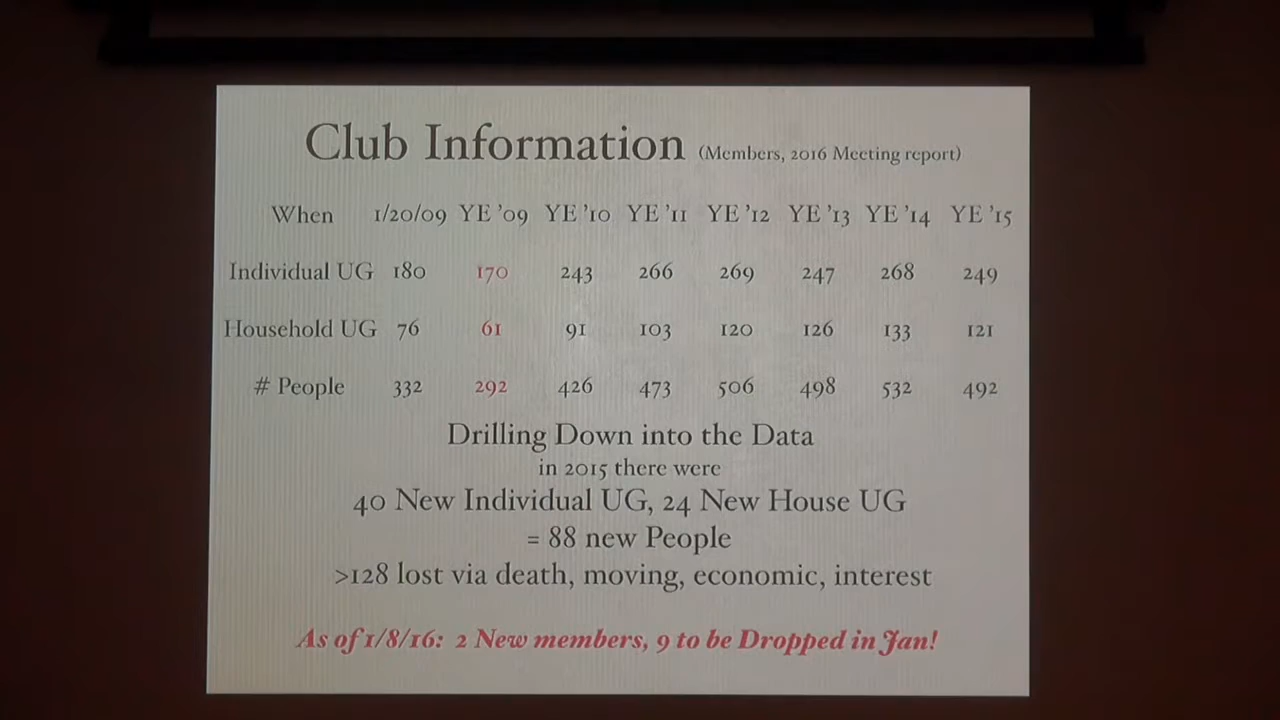 Club Information (Members, 2016 Meeting report)
When 1/20/09 YE '09 YE '10 YE '11 YE '12 YE '13 YE '14 YE '15
Individual UG 180 170 243 266 269 247 268 249
Household UG 76 61 91 103 120 126 133 121
# People 332 292 426 473 506 498 532 492
Drilling Down into the Data
in 2015 there were
40 New Individual UG, 24 New House UG
= 88 new People
>128 lost via death, moving, economic, interest
As of 1/8/16: 2 New members, 9 to be Dropped in Jan!